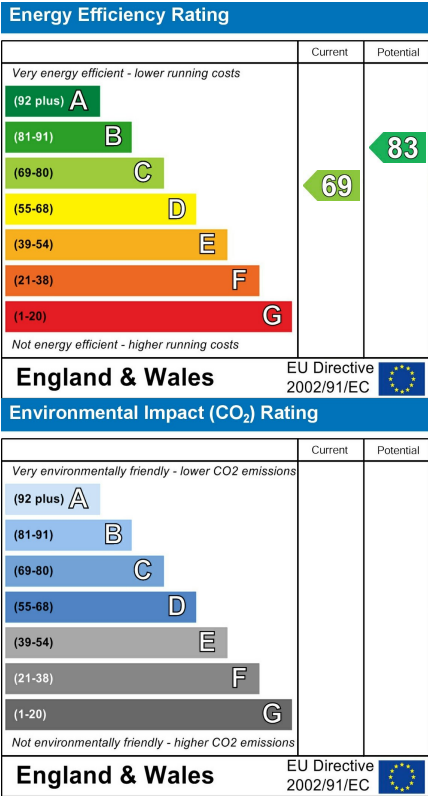 Energy Efficiency Rating
Current Potential
Very energy efficient - lower running costs
(92 plus) A
(81-91) B
83
(69-80) C
69
(55-68) D
(39-54) E
(21-38) F
(1-20) G
Not energy efficient - higher running costs
England & Wales
EU Directive
2002/91/EC
Environmental Impact (CO₂) Rating
Current Potential
Very environmentally friendly - lower CO2 emissions
(92 plus) A
(81-91) B
(69-80) C
(55-68) D
(39-54) E
(21-38) F
(1-20) G
Not environmentally friendly - higher CO2 emissions
England & Wales
EU Directive
2002/91/EC